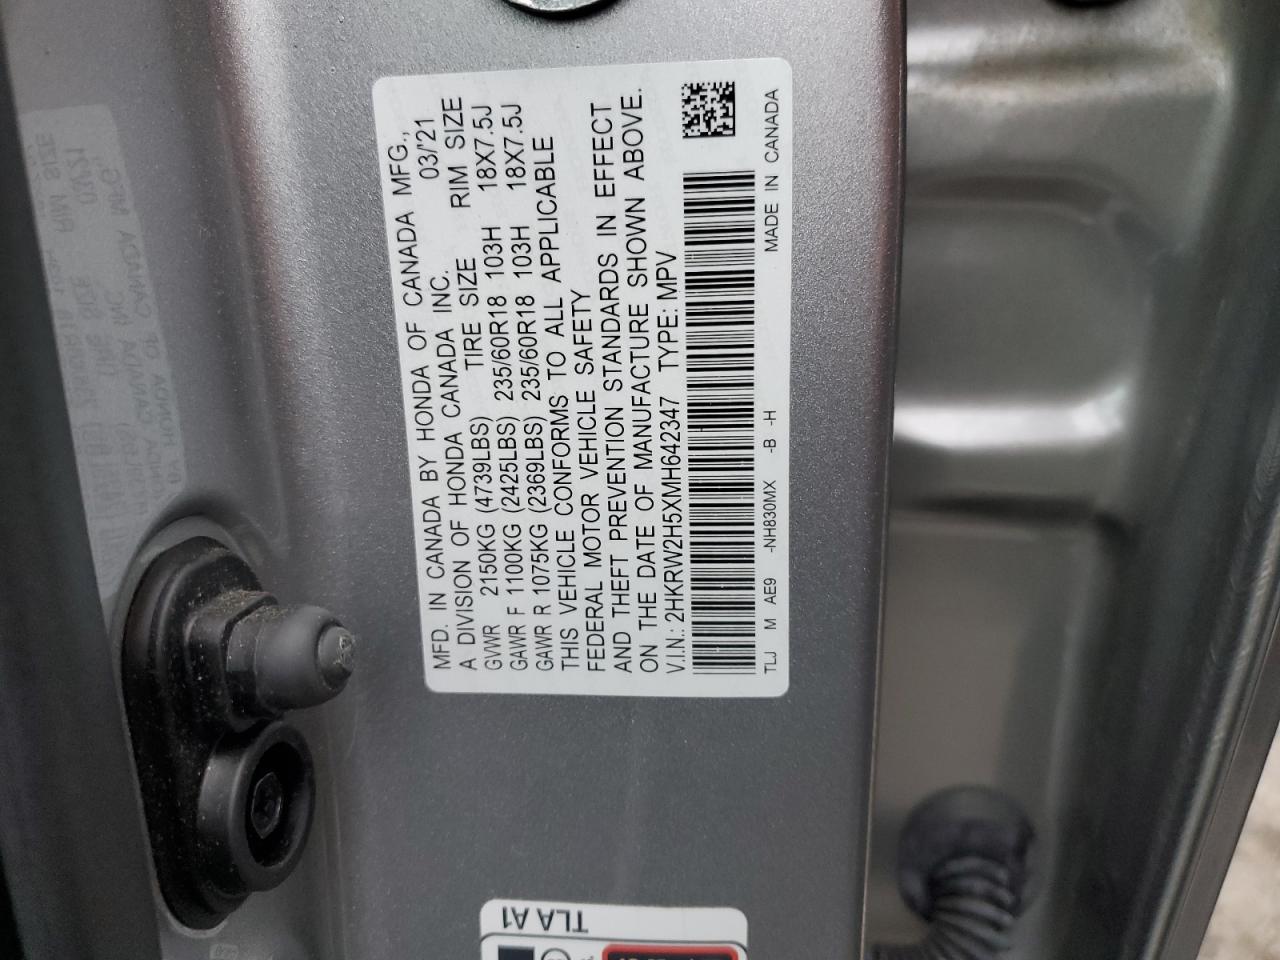 MFD. IN CANADA BY HONDA OF CANADA MFG.,
A DIVISION OF HONDA CANADA INC. 03/'21
GVWR 2150KG (4739LBS) TIRE SIZE RIM SIZE
GAWR F 1100KG (2425LBS) 235/60R18 103H 18X7.5J
GAWR R 1075KG (2369LBS) 235/60R18 103H 18X7.5J
THIS VEHICLE CONFORMS TO ALL APPLICABLE
FEDERAL MOTOR VEHICLE SAFETY
AND THEFT PREVENTION STANDARDS IN EFFECT
ON THE DATE OF MANUFACTURE SHOWN ABOVE.
V.I.N.: 2HKRW2H5XMH642347 TYPE: MPV
TLJ M AE9 -NH830MX -B -H MADE IN CANADA
TLA A1